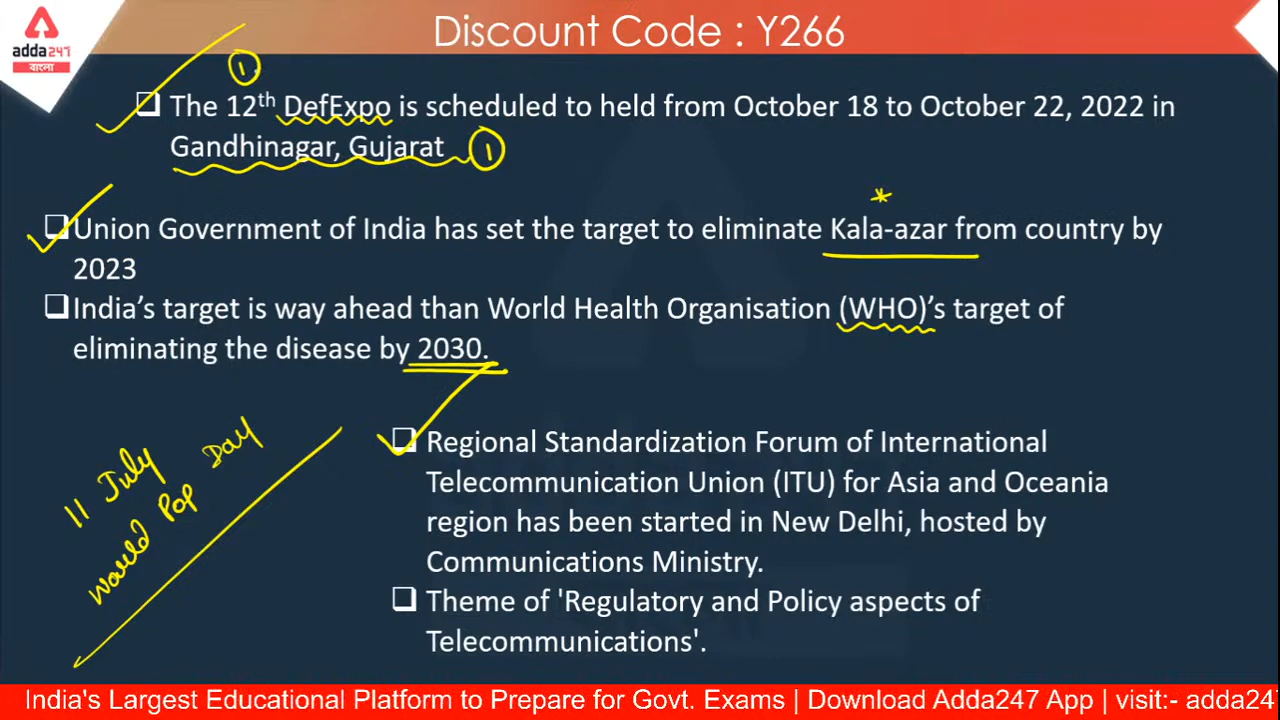 Discount Code : Y266
adda247
বাংলা
1
The 12th DefExpo is scheduled to held from October 18 to October 22, 2022 in
Gandhinagar, Gujarat 1
*
Union Government of India has set the target to eliminate Kala-azar from country by
2023
India's target is way ahead than World Health Organisation (WHO)'s target of
eliminating the disease by 2030.
11 July
World Pop Day
Regional Standardization Forum of International
Telecommunication Union (ITU) for Asia and Oceania
region has been started in New Delhi, hosted by
Communications Ministry.
Theme of 'Regulatory and Policy aspects of
Telecommunications'.
India's Largest Educational Platform to Prepare for Govt. Exams | Download Adda247 App | visit:- adda247